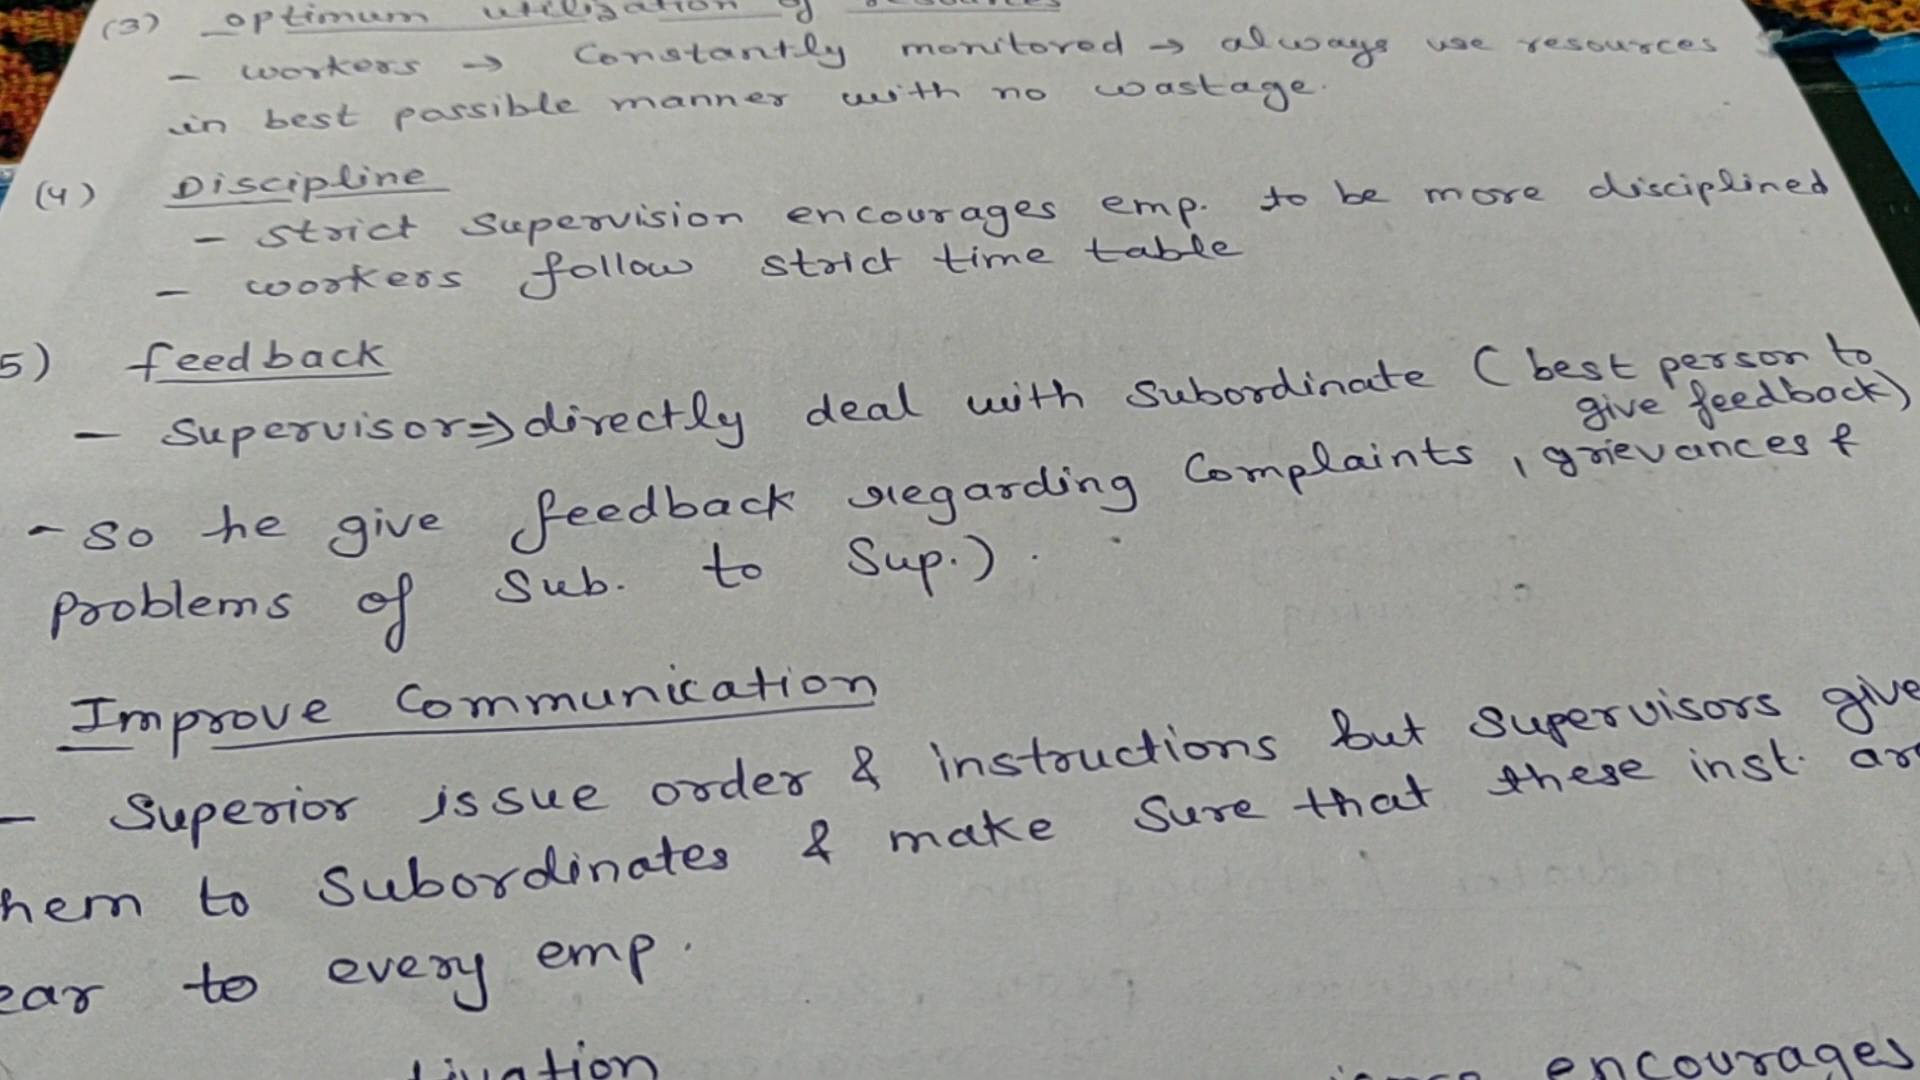 (3) optimum utilization of resources
- workers → Constantly monitored → always use resources
in best possible manner with no wastage.
(4) Discipline
- strict supervision encourages emp. to be more disciplined
- workers follow strict time table
5) feedback
- Supervisor⇒directly deal with Subordinate (best person to
give feedback)
- So he give feedback regarding Complaints, grievances &
problems of Sub. to Sup.).
Improve Communication
- Superior issue order & instructions but Supervisors give
hem to Subordinates & make Sure that these inst. ar
ear to every emp.
encourages